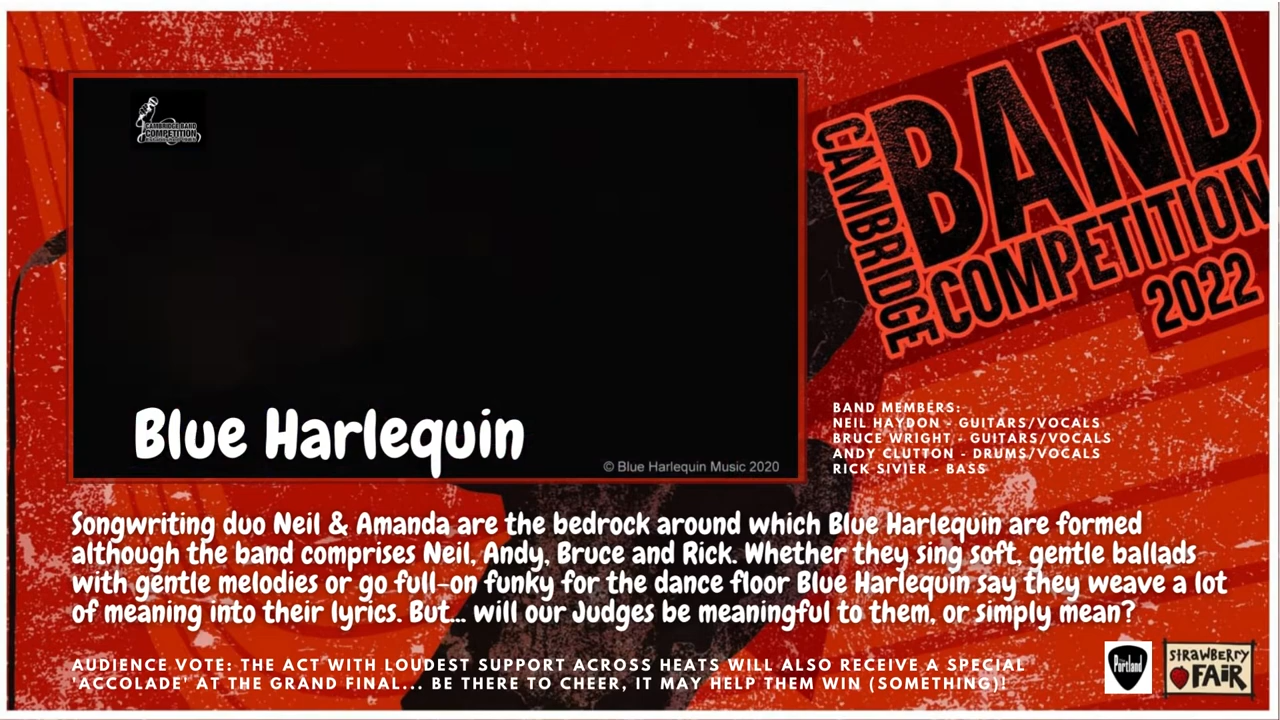 BAND
CAMBRIDGE
COMPETITION
2022
CAMBRIDGE BAND
COMPETITION
Blue Harlequin
© Blue Harlequin Music 2020
BAND MEMBERS:
NEIL HAYDON - GUITARS/VOCALS
BRUCE WRIGHT - GUITARS/VOCALS
ANDY CLUTTON - DRUMS/VOCALS
RICK SIVIER - BASS
Songwriting duo Neil & Amanda are the bedrock around which Blue Harlequin are formed
although the band comprises Neil, Andy, Bruce and Rick. Whether they sing soft, gentle ballads
with gentle melodies or go full-on funky for the dance floor Blue Harlequin say they weave a lot
of meaning into their lyrics. But... will our Judges be meaningful to them, or simply mean?
AUDIENCE VOTE: THE ACT WITH LOUDEST SUPPORT ACROSS HEATS WILL ALSO RECEIVE A SPECIAL
'ACCOLADE' AT THE GRAND FINAL... BE THERE TO CHEER, IT MAY HELP THEM WIN (SOMETHING)!
Portland
STRAWBERRY
FAIR